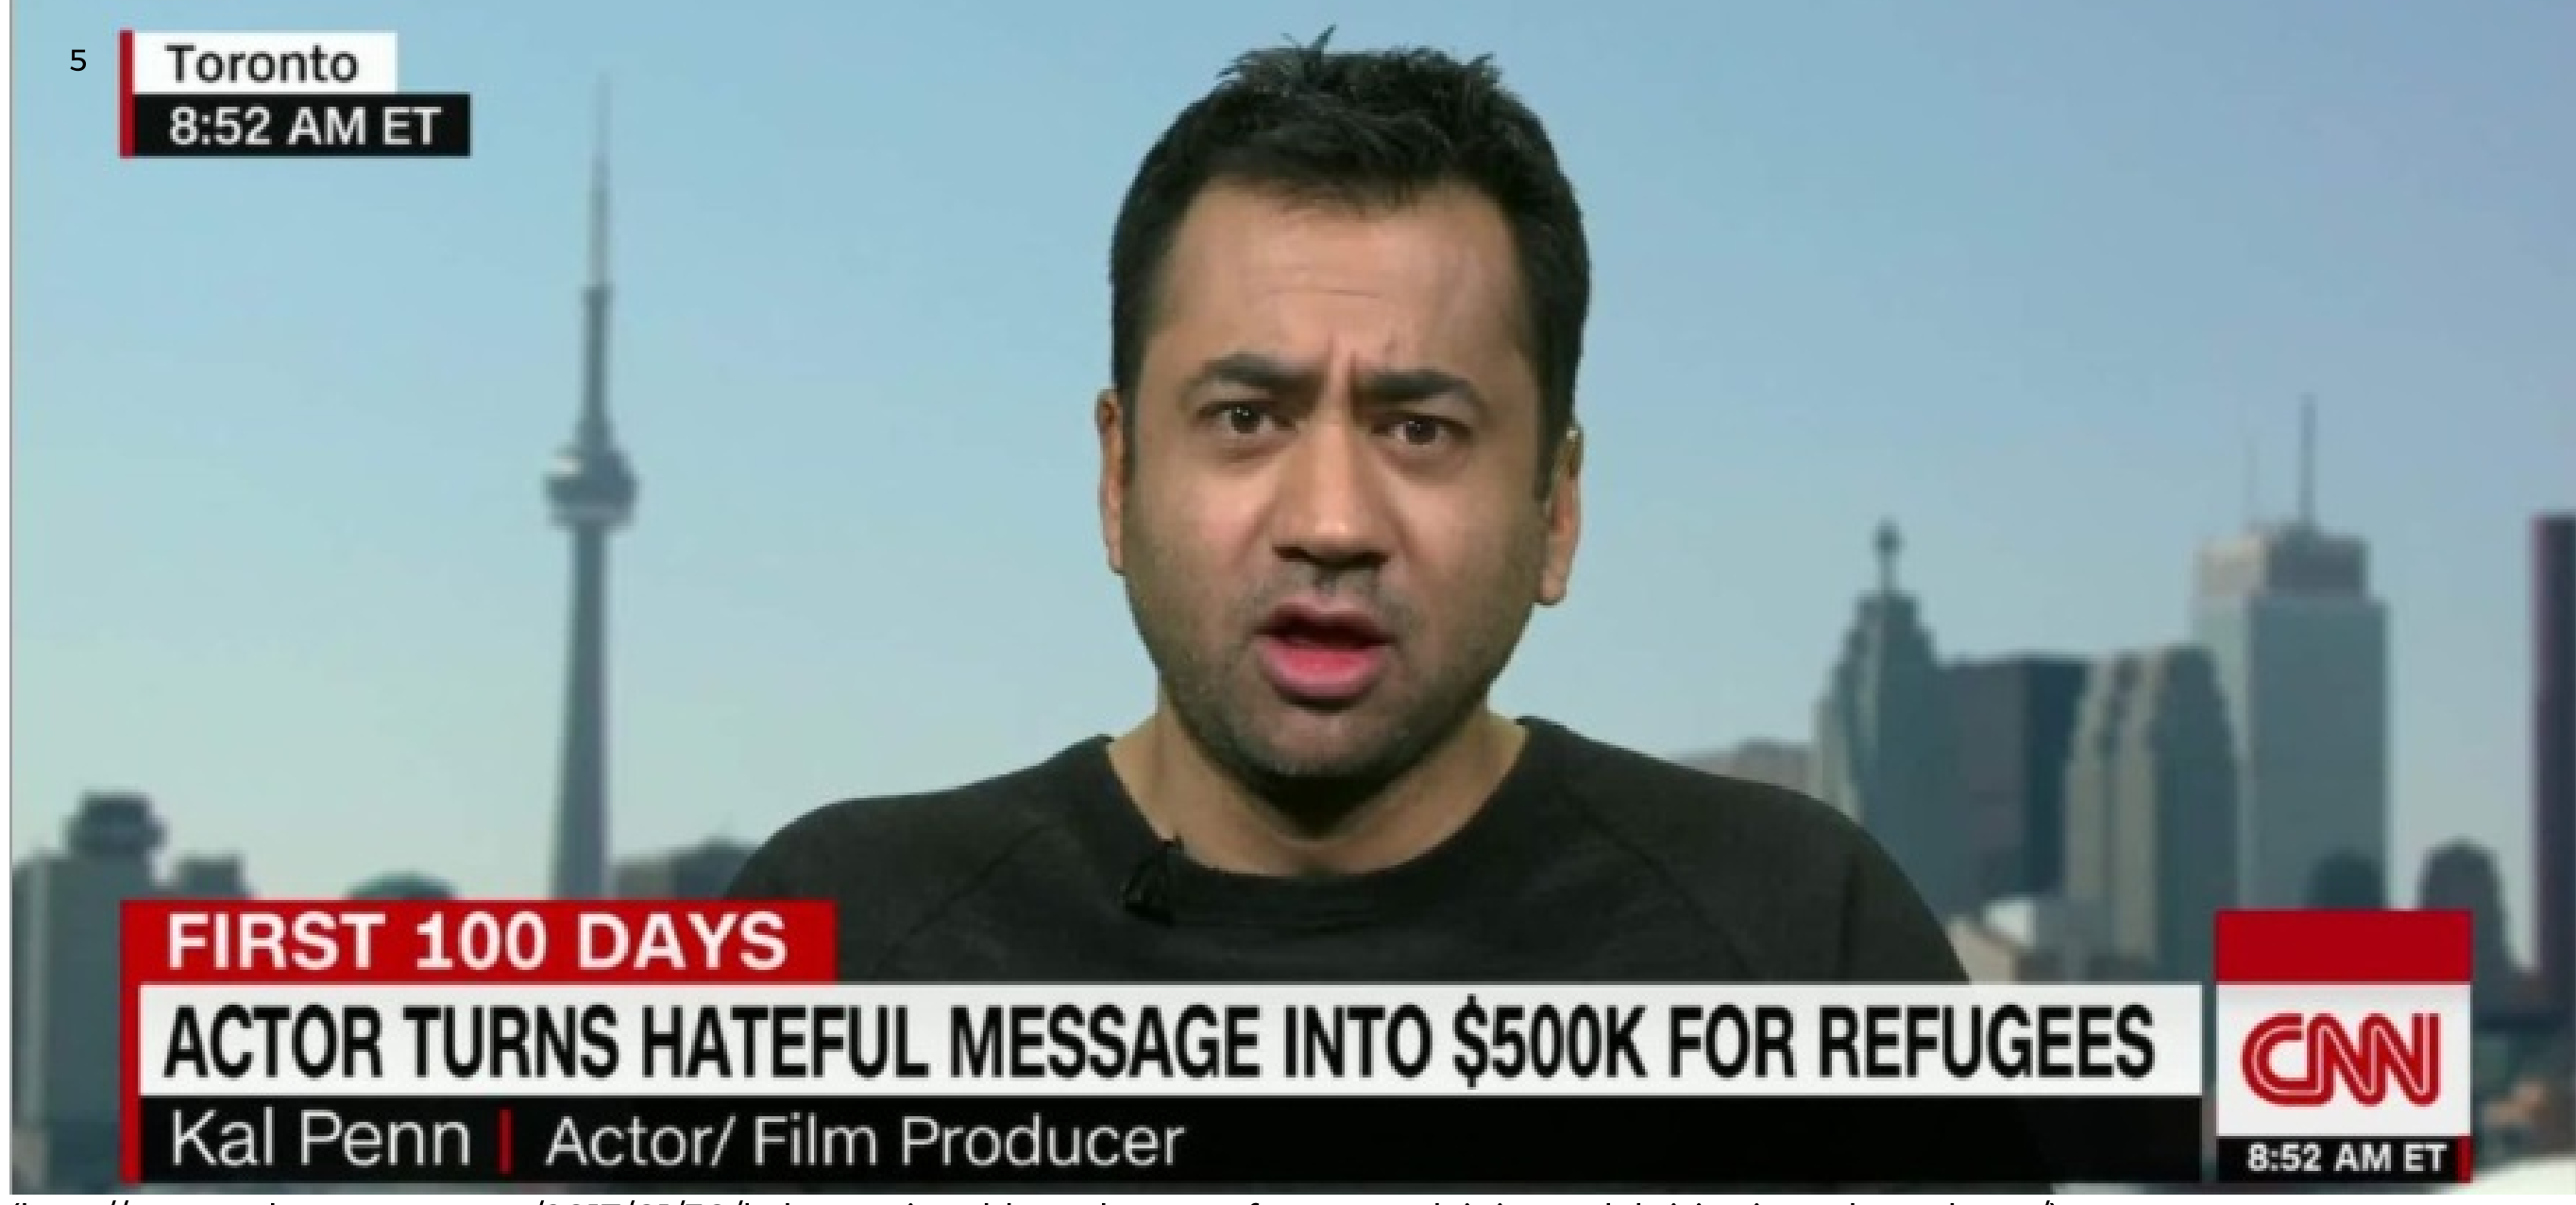 5
Toronto
8:52 AM ET
FIRST 100 DAYS
ACTOR TURNS HATEFUL MESSAGE INTO $500K FOR REFUGEES
Kal Penn | Actor/ Film Producer
CNN
8:52 AM ET